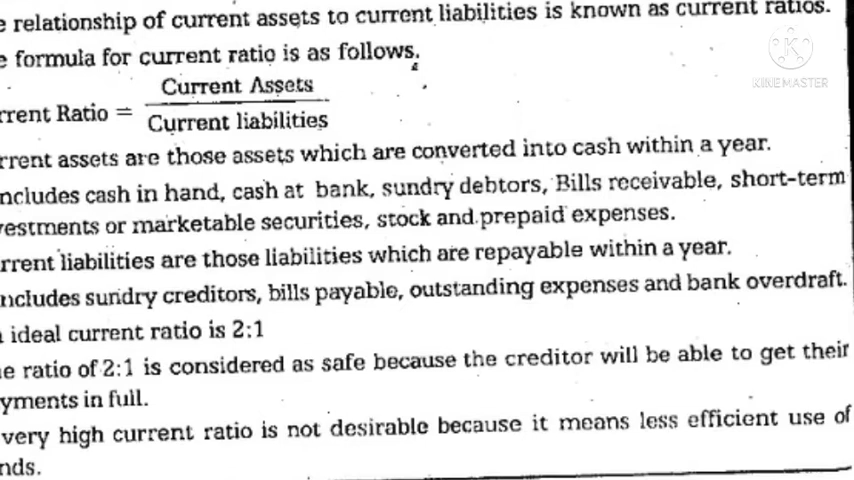 e relationship of current assets to current liabilities is known as current ratios.
e formula for current ratio is as follows.
KINEMASTER
Current Assets
rrent Ratio =
Current liabilities
rrent assets are those assets which are converted into cash within a year.
ncludes cash in hand, cash at bank, sundry debtors, Bills receivable, short-term
vestments or marketable securities, stock and prepaid expenses.
rrent liabilities are those liabilities which are repayable within a year.
ncludes sundry creditors, bills payable, outstanding expenses and bank overdraft.
ideal current ratio is 2:1
e ratio of 2:1 is considered as safe because the creditor will be able to get their
yments in full.
very high current ratio is not desirable because it means less efficient use of
nds.